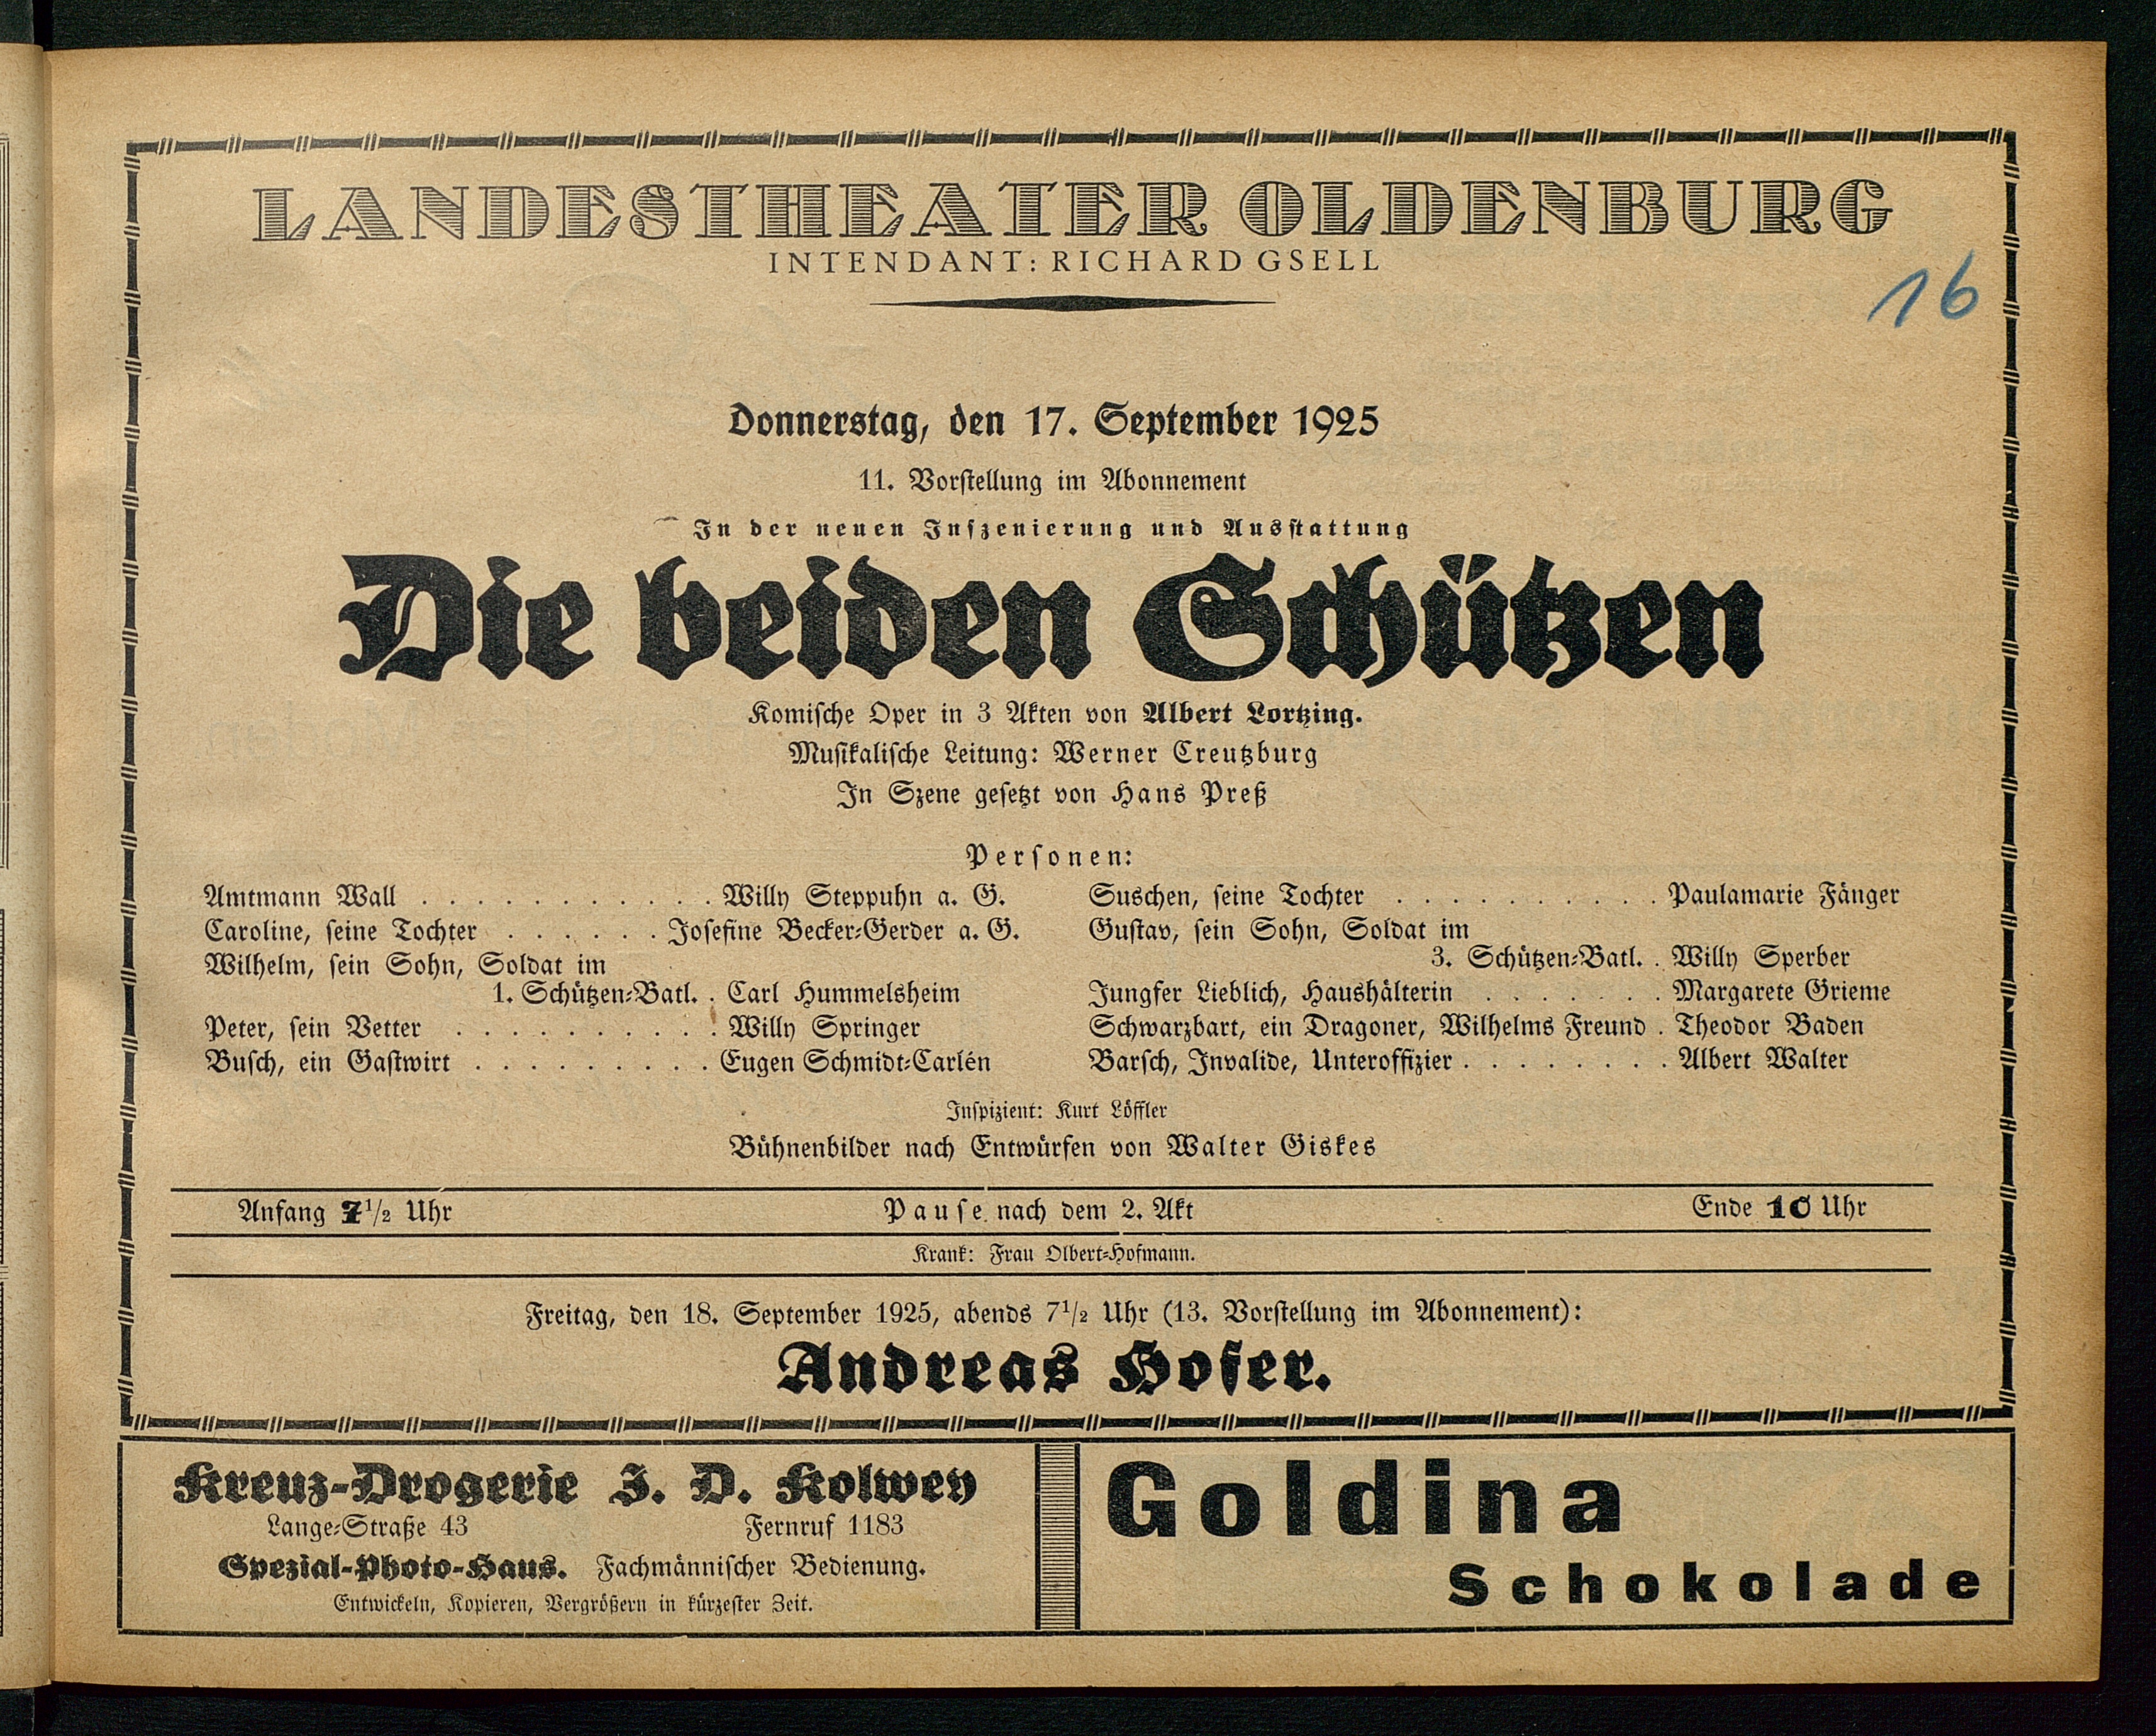 LANDESTHEATER OLDENBURG
INTENDANT: RICHARD GSELL
16
Donnerstag, den 17. September 1925
11. Vorstellung im Abonnement
In der neuen Inszenierung und Ausstattung
Die beiden Schützen
Komische Oper in 3 Akten von Albert Lortzing.
Musikalische Leitung: Werner Creutzburg
In Szene gesetzt von Hans Preß
Personen:
Amtmann Wall . . . . . . . . . . . Willy Steppuhn a. G.
Caroline, seine Tochter . . . . . . Josefine Becker-Gerder a. G.
Wilhelm, sein Sohn, Soldat im
1. Schützen-Batl. . Carl Hummelsheim
Peter, sein Vetter . . . . . . . . . . Willy Springer
Busch, ein Gastwirt . . . . . . . . . Eugen Schmidt-Carlén
Suschen, seine Tochter . . . . . . . . . . Paulamarie Fänger
Gustav, sein Sohn, Soldat im
3. Schützen-Batl. . Willy Sperber
Jungfer Lieblich, Haushälterin . . . . . . . Margarete Grieme
Schwarzbart, ein Dragoner, Wilhelms Freund . Theodor Baden
Barsch, Invalide, Unteroffizier . . . . . . . . Albert Walter
Inspizient: Kurt Löffler
Bühnenbilder nach Entwürfen von Walter Giskes
Anfang 7 1/2 Uhr Pause nach dem 2. Akt Ende 10 Uhr
Krank: Frau Olbert-Hofmann.
Freitag, den 18. September 1925, abends 7 1/2 Uhr (13. Vorstellung im Abonnement):
Andreas Hofer.
Kreuz-Drogerie J. D. Kolwey
Lange-Straße 43 Fernruf 1183
Spezial-Photo-Haus. Fachmännischer Bedienung.
Entwickeln, Kopieren, Vergrößern in kürzester Zeit.
Goldina
Schokolade